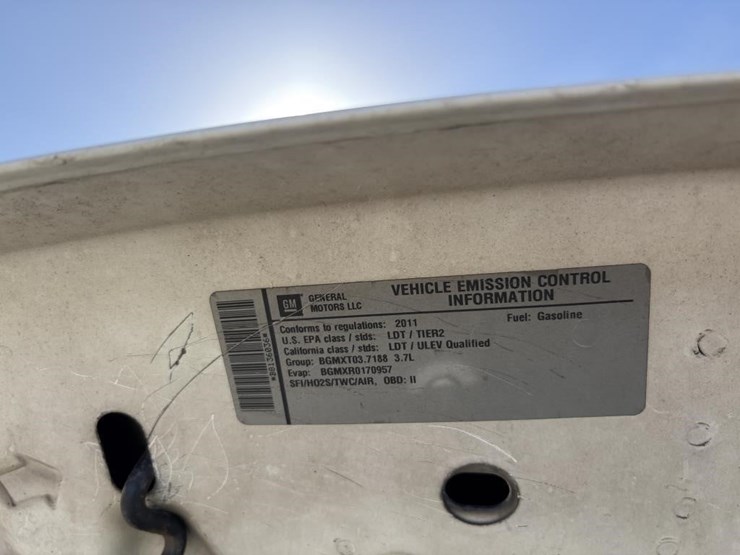 GM GENERAL MOTORS LLC
VEHICLE EMISSION CONTROL
INFORMATION
Conforms to regulations: 2011
Fuel: Gasoline
U.S. EPA class / stds: LDT / TIER2
California class / stds: LDT / ULEV Qualified
Group: BGMXT03.7188 3.7L
Evap: BGMXR0170957
SFI/HO2S/TWC/AIR, OBD: II